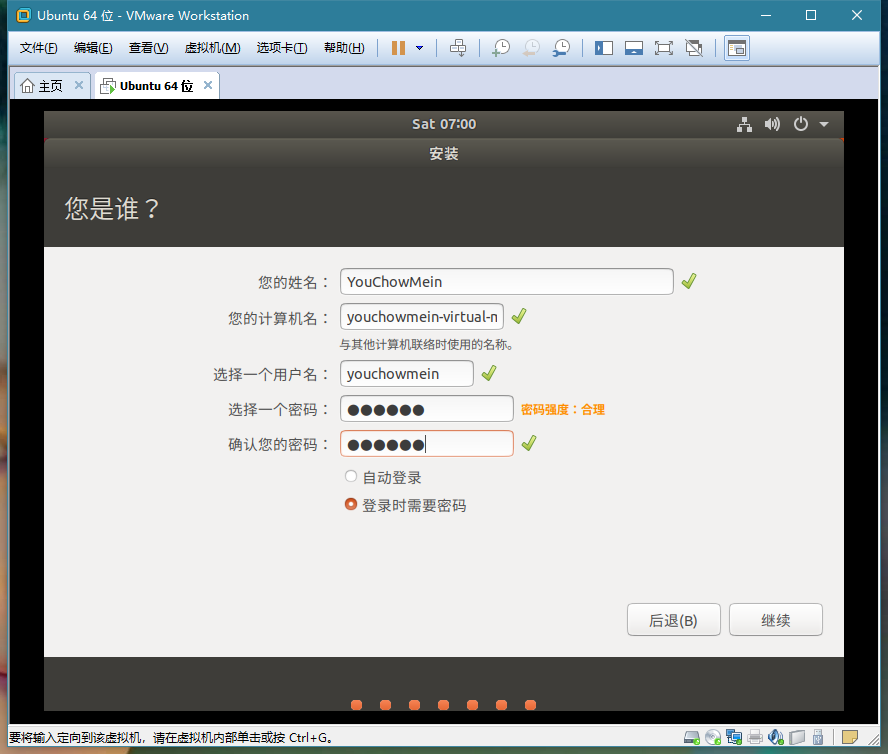 Ubuntu 64 位 - VMware Workstation
文件(F) 编辑(E) 查看(V) 虚拟机(M) 选项卡(T) 帮助(H)
主页 Ubuntu 64 位
Sat 07:00
安装
您是谁？
您的姓名： YouChowMein
您的计算机名： youchowmein-virtual-m
与其他计算机联络时使用的名称。
选择一个用户名： youchowmein
选择一个密码： ●●●●●● 密码强度：合理
确认您的密码： ●●●●●●
自动登录
登录时需要密码
后退(B) 继续
要将输入定向到该虚拟机，请在虚拟机内部单击或按 Ctrl+G。